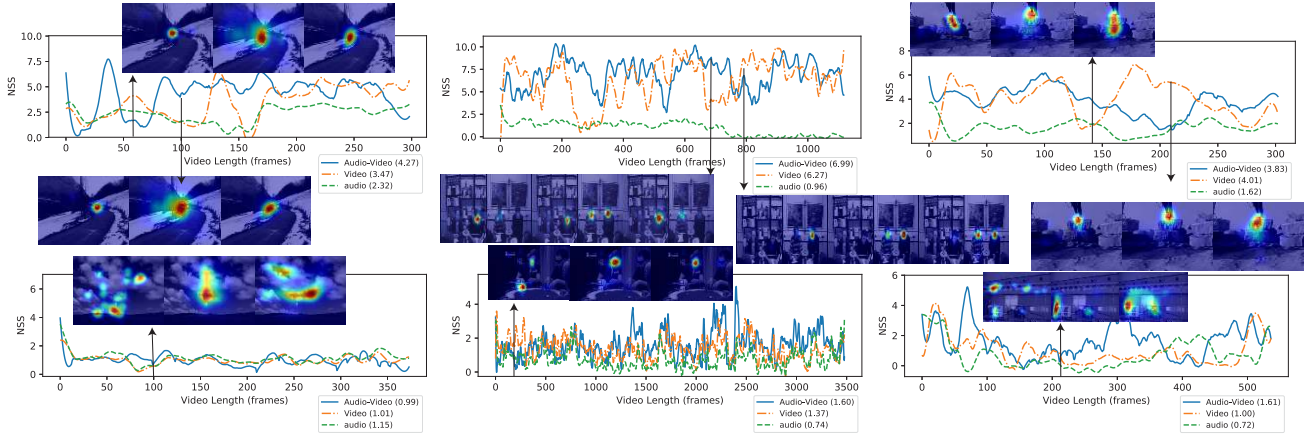 10.0
7.5
5.0
2.5
0.0
NSS
0 50 100 150 200 250 300
Video Length (frames)
Audio-Video (4.27)
Video (3.47)
audio (2.32)
10.0
7.5
5.0
2.5
0.0
NSS
0 200 400 600 800 1000
Video Length (frames)
Audio-Video (6.99)
Video (6.27)
audio (0.96)
8
6
4
2
NSS
0 50 100 150 200 250 300
Video Length (frames)
Audio-Video (3.83)
Video (4.01)
audio (1.62)
6
4
2
0
NSS
0 50 100 150 200 250 300 350
Video Length (frames)
Audio-Video (0.99)
Video (1.01)
audio (1.15)
4
2
0
NSS
0 500 1000 1500 2000 2500 3000 3500
Video Length (frames)
Audio-Video (1.60)
Video (1.37)
audio (0.74)
6
4
2
0
NSS
0 100 200 300 400 500
Video Length (frames)
Audio-Video (1.61)
Video (1.00)
audio (0.72)